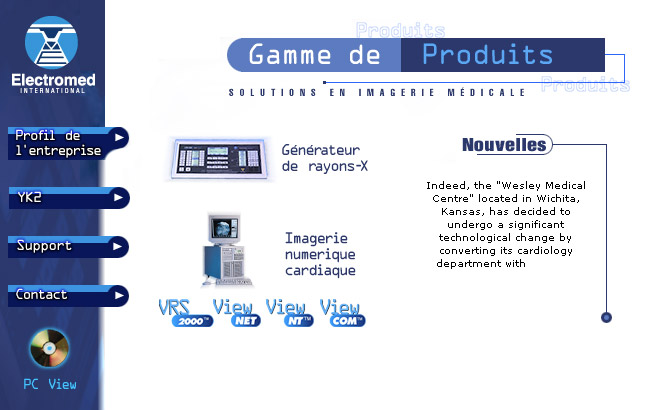 Electromed
INTERNATIONAL
Profil de
l'entreprise
YK2
Support
Contact
PC View
Produits
Gamme de Produits
Produits
SOLUTIONS EN IMAGERIE MÉDICALE
Générateur
de rayons-X
Imagerie
numerique
cardiaque
VRS 2000™
View NET
View NT™
View COM™
Nouvelles
Indeed, the "Wesley Medical
Centre" located in Wichita,
Kansas, has decided to
undergo a significant
technological change by
converting its cardiology
department with